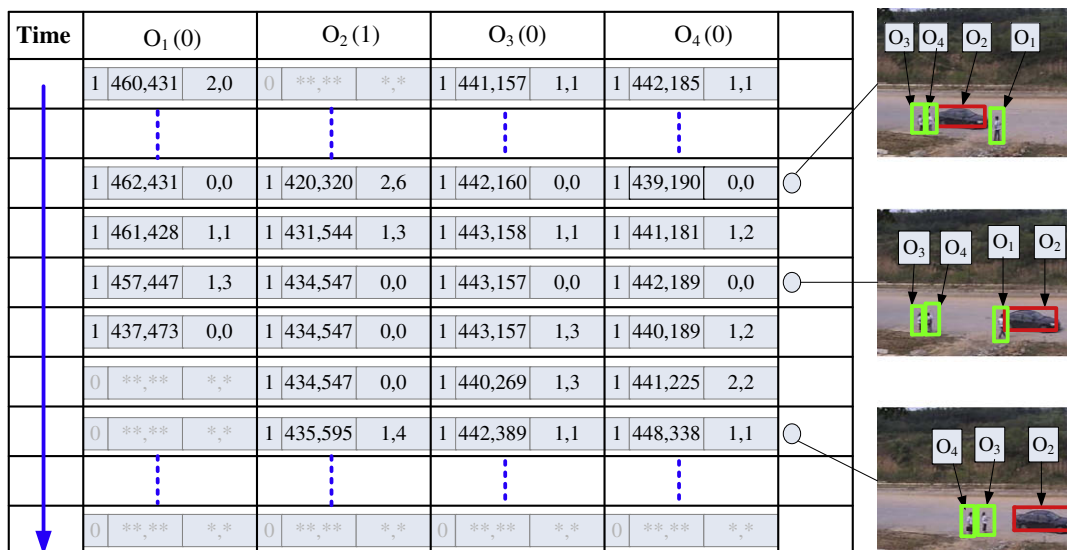 Time O₁(0) O₂(1) O₃(0) O₄(0)
1 460,431 2,0 0 **,** *,* 1 441,157 1,1 1 442,185 1,1
1 462,431 0,0 1 420,320 2,6 1 442,160 0,0 1 439,190 0,0
1 461,428 1,1 1 431,544 1,3 1 443,158 1,1 1 441,181 1,2
1 457,447 1,3 1 434,547 0,0 1 443,157 0,0 1 442,189 0,0
1 437,473 0,0 1 434,547 0,0 1 443,157 1,3 1 440,189 1,2
0 **,** *,* 1 434,547 0,0 1 440,269 1,3 1 441,225 2,2
0 **,** *,* 1 435,595 1,4 1 442,389 1,1 1 448,338 1,1
0 **,** *,* 0 **,** *,* 0 **,** *,* 0 **,** *,*
O₃ O₄ O₂ O₁
O₃ O₄ O₁ O₂
O₄ O₃ O₂